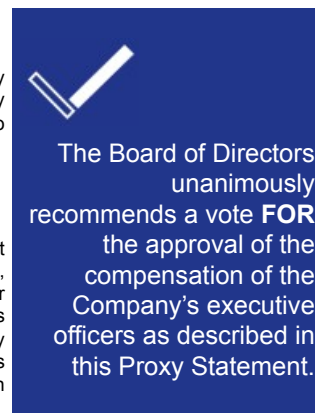 The Board of Directors
unanimously
recommends a vote FOR
the approval of the
compensation of the
Company’s executive
officers as described in
this Proxy Statement.